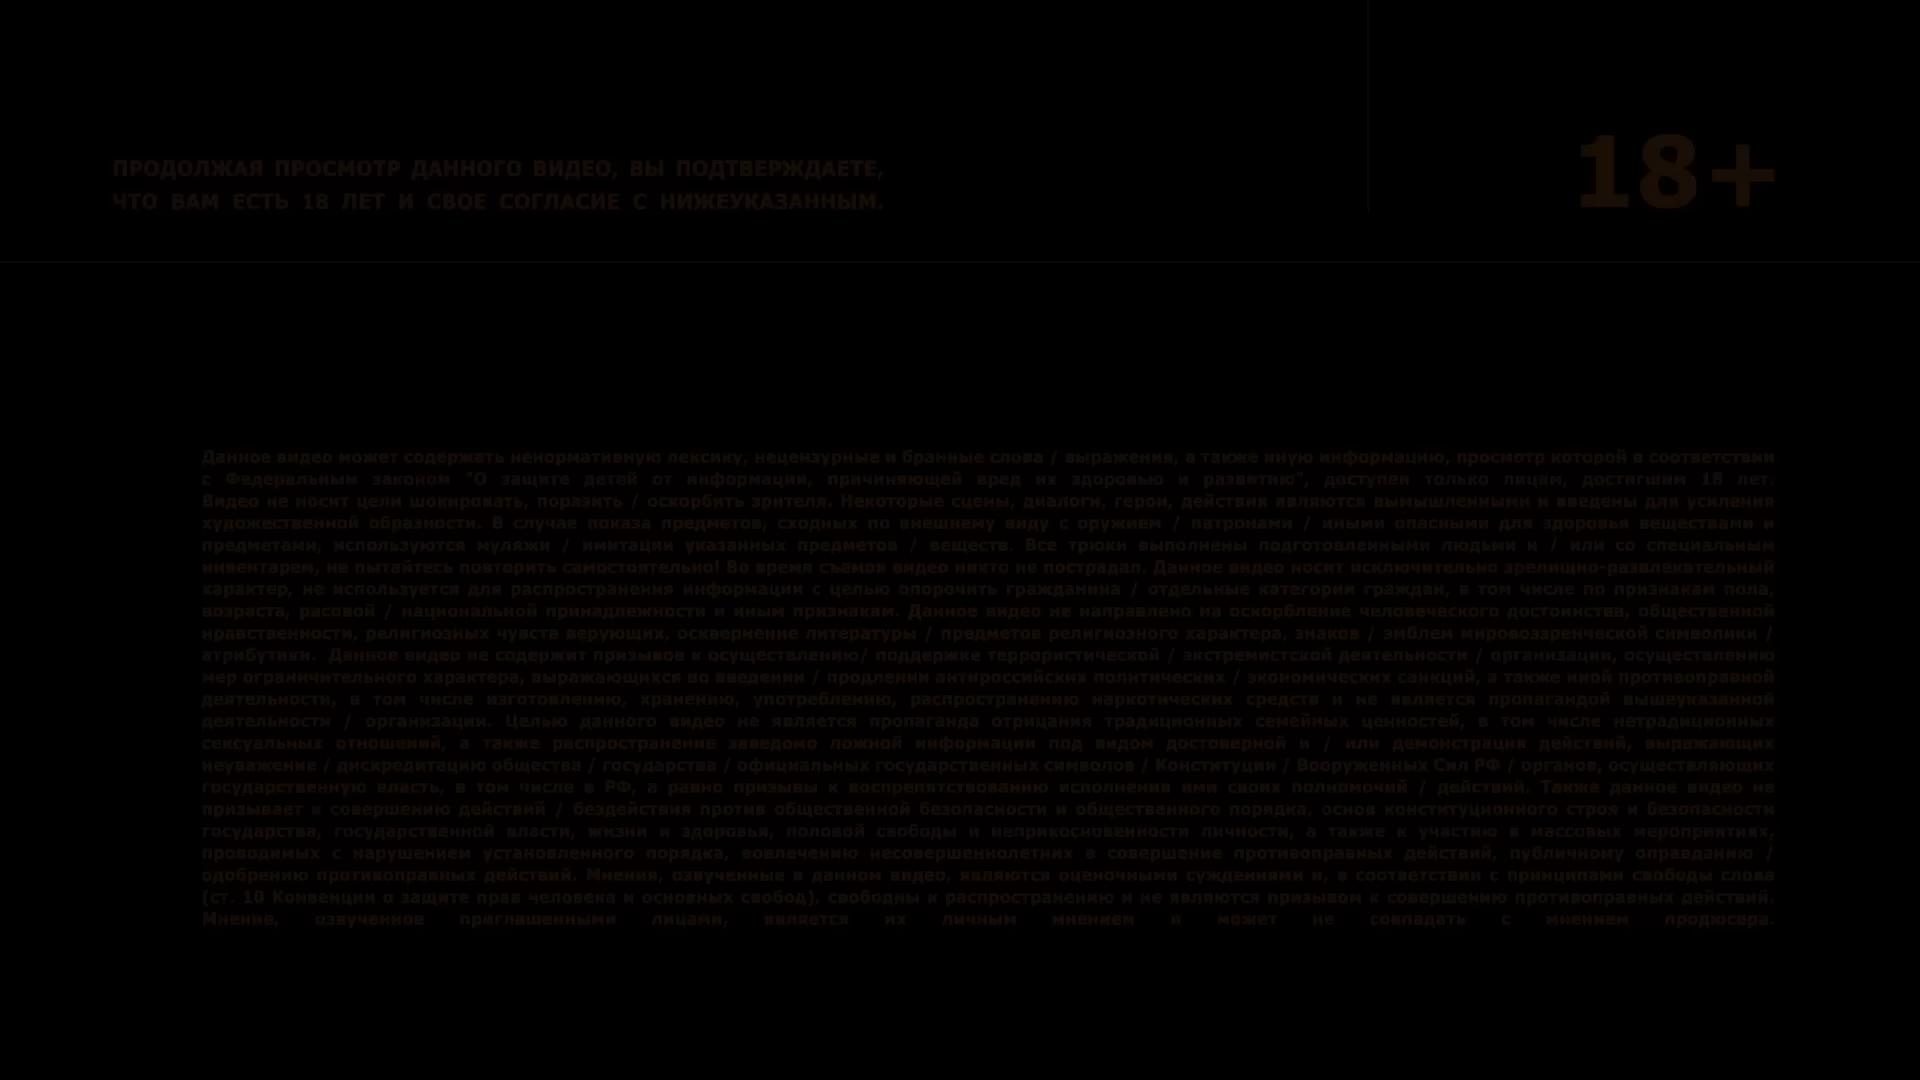 ПРОДОЛЖАЯ ПРОСМОТР ДАННОГО ВИДЕО, ВЫ ПОДТВЕРЖДАЕТЕ,
ЧТО ВАМ ЕСТЬ 18 ЛЕТ И СВОЕ СОГЛАСИЕ С НИЖЕУКАЗАННЫМ.
18+
Данное видео может содержать ненормативную лексику, нецензурные и бранные слова / выражения, а также иную информацию, просмотр которой в соответствии
с Федеральным законом "О защите детей от информации, причиняющей вред их здоровью и развитию", доступен только лицам, достигшим 18 лет.
Видео не носит цели шокировать, поразить / оскорбить зрителя. Некоторые сцены, диалоги, герои, действия являются вымышленными и введены для усиления
художественной образности. В случае показа предметов, сходных по внешнему виду с оружием / патронами / иными опасными для здоровья веществами и
предметами, используются муляжи / имитации указанных предметов / веществ. Все трюки выполнены подготовленными людьми и / или со специальным
инвентарем, не пытайтесь повторить самостоятельно! Во время съемок видео никто не пострадал. Данное видео носит исключительно зрелищно-развлекательный
характер, не используется для распространения информации с целью опорочить гражданина / отдельные категории граждан, в том числе по признакам пола,
возраста, расовой / национальной принадлежности и иным признакам. Данное видео не направлено на оскорбление человеческого достоинства, общественной
нравственности, религиозных чувств верующих, осквернение литературы / предметов религиозного характера, знаков / эмблем мировоззренческой символики /
атрибутики. Данное видео не содержит призывов к осуществлению/ поддержке террористической / экстремистской деятельности / организации, осуществлению
мер ограничительного характера, выражающихся во введении / продлении антироссийских политических / экономических санкций, а также иной противоправной
деятельности, в том числе изготовлению, хранению, употреблению, распространению наркотических средств и не является пропагандой вышеуказанной
деятельности / организации. Целью данного видео не является пропаганда отрицания традиционных семейных ценностей, в том числе нетрадиционных
сексуальных отношений, а также распространение заведомо ложной информации под видом достоверной и / или демонстрация действий, выражающих
неуважение / дискредитацию общества / государства / официальных государственных символов / Конституции / Вооруженных Сил РФ / органов, осуществляющих
государственную власть, в том числе в РФ, а равно призывы к воспрепятствованию исполнения ими своих полномочий / действий. Также данное видео не
призывает к совершению действий / бездействия против общественной безопасности и общественного порядка, основ конституционного строя и безопасности
государства, государственной власти, жизни и здоровья, половой свободы и неприкосновенности личности, а также к участию в массовых мероприятиях,
проводимых с нарушением установленного порядка, вовлечению несовершеннолетних в совершение противоправных действий, публичному оправданию /
одобрению противоправных действий. Мнения, озвученные в данном видео, являются оценочными суждениями и, в соответствии с принципами свободы слова
(ст. 10 Конвенции о защите прав человека и основных свобод), свободны к распространению и не являются призывом к совершению противоправных действий.
Мнение, озвученное приглашенными лицами, является их личным мнением и может не совпадать с мнением продюсера.